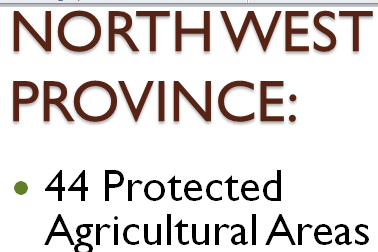 NORTH WEST
PROVINCE:
• 44 Protected
Agricultural Areas